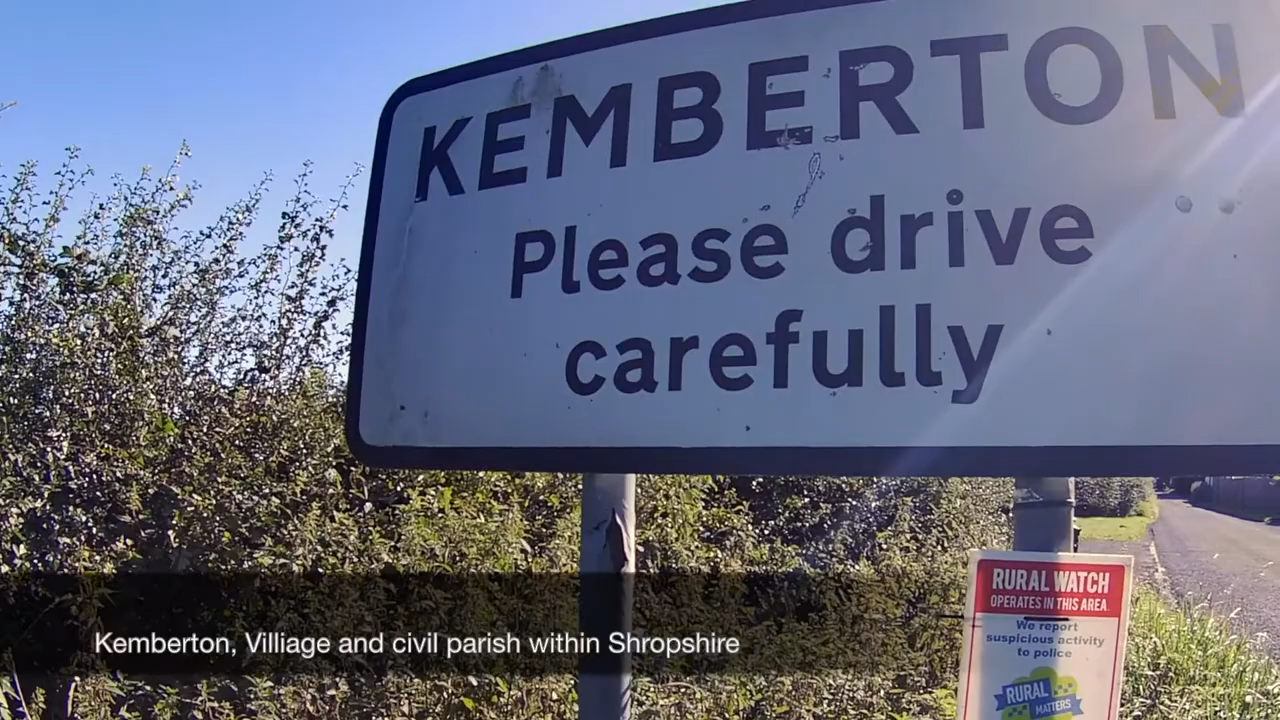 KEMBERTON
Please drive
carefully
RURAL WATCH
OPERATES IN THIS AREA.
We report
suspicious activity
to police
RURAL
MATTERS
Kemberton, Villiage and civil parish within Shropshire